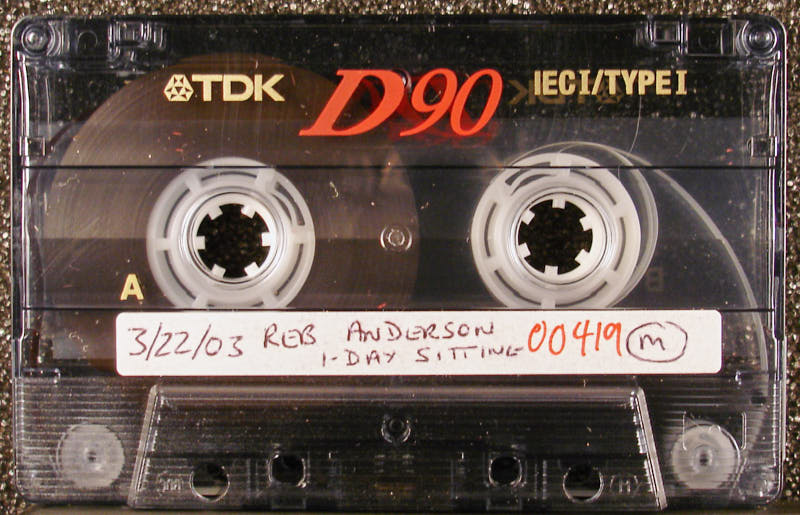 TDK D90 IEC I/TYPE I
A
3/22/03 REB ANDERSON 00419 m
1-DAY SITTING